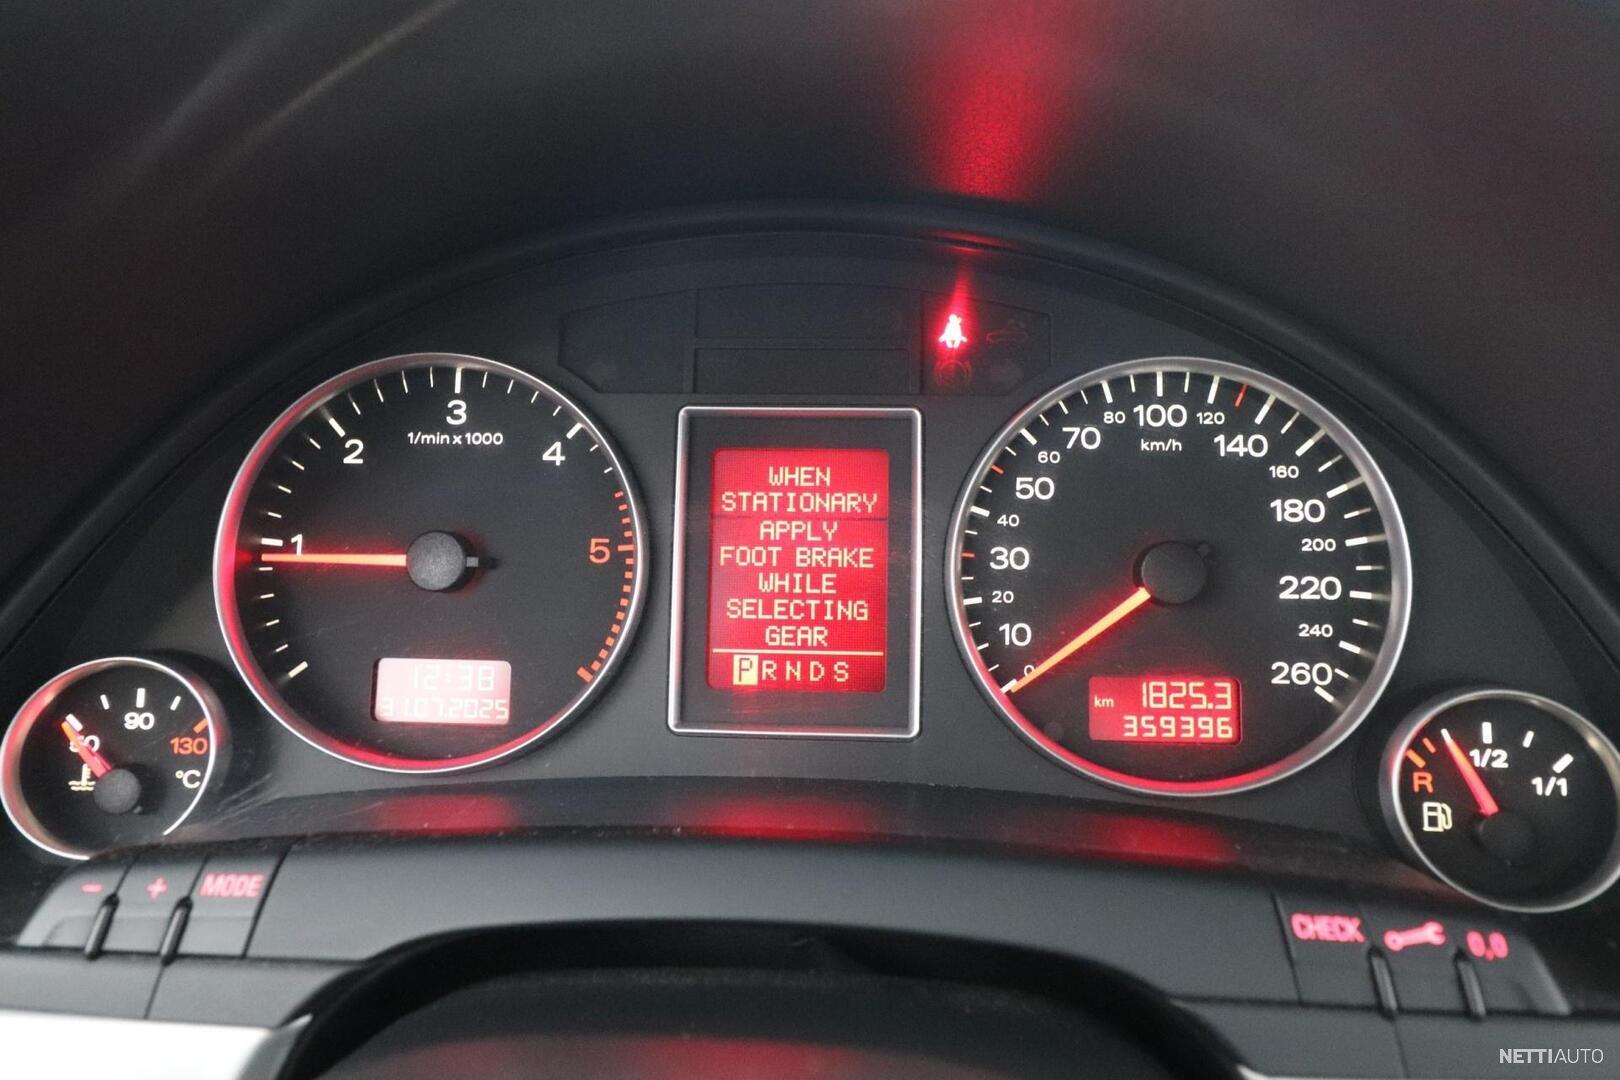 1
2
3
4
5
1/min x 1000
12:38
31.07.2025
WHEN
STATIONARY
APPLY
FOOT BRAKE
WHILE
SELECTING
GEAR
P R N D S
0
10
20
30
40
50
60
70
80
100
120
140
160
180
200
220
240
260
km/h
km 1825.3
359396
90
130
°C
R
1/2
1/1
- + MODE
CHECK 0,0
NETTIAUTO